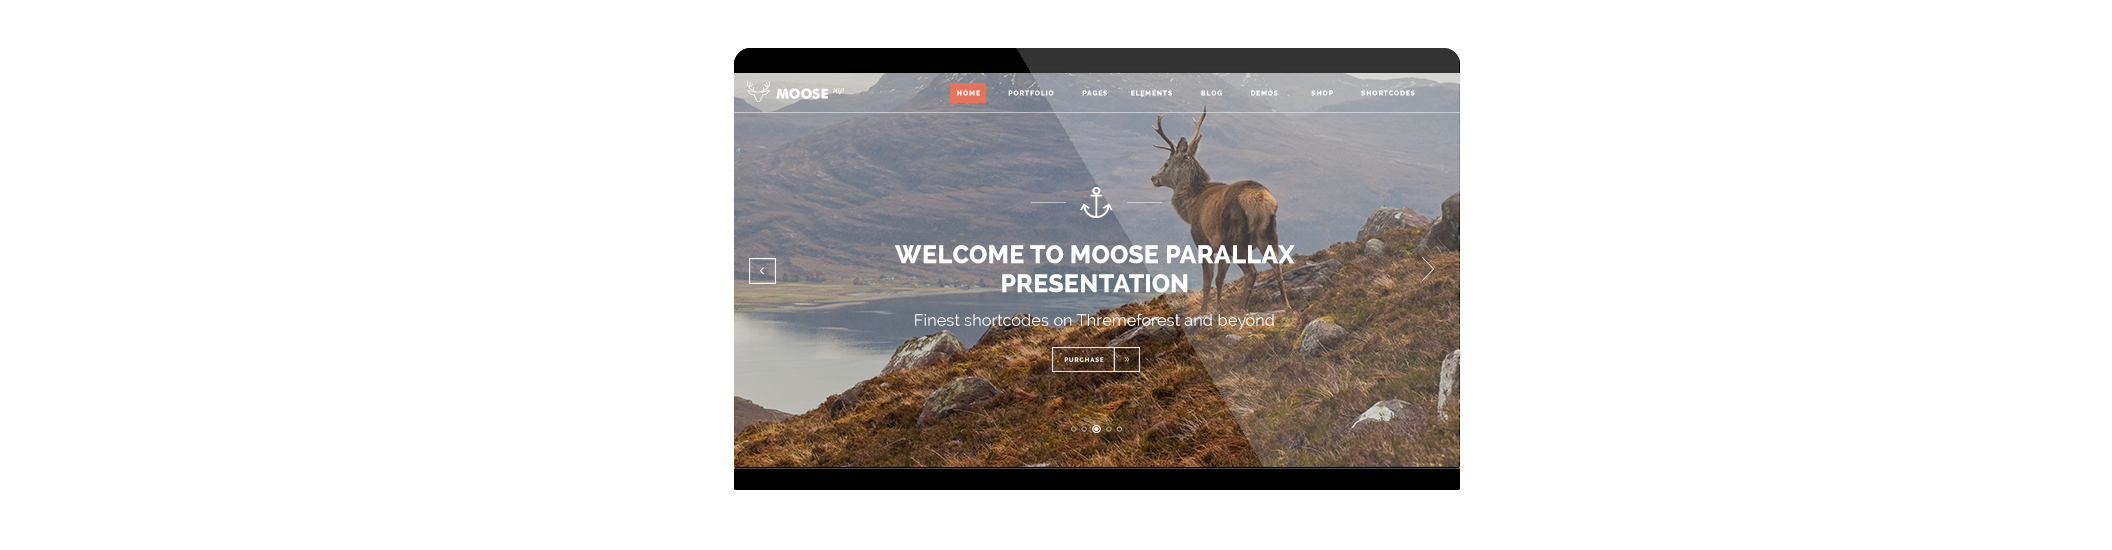 MOOSE
HOME PORTFOLIO PAGES ELEMENTS BLOG DEMOS SHOP SHORTCODES
WELCOME TO MOOSE PARALLAX
PRESENTATION
Finest shortcodes on Thremeforest and beyond
PURCHASE »